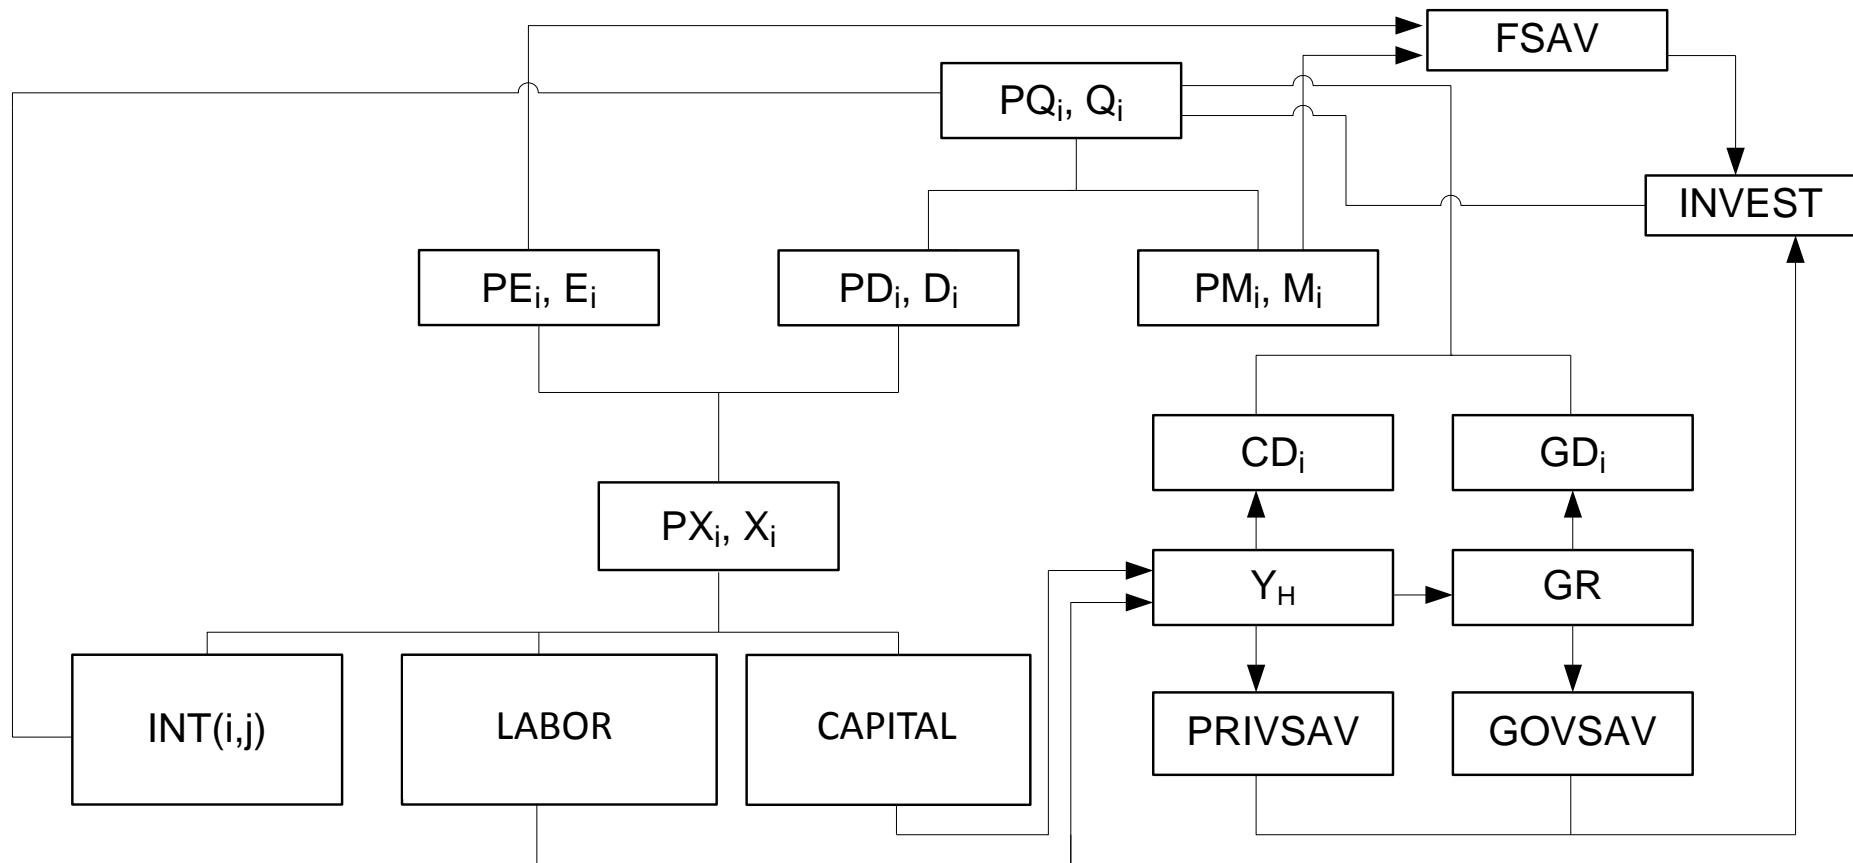 FSAV
PQi, Qi
INVEST
PEi, Ei
PDi, Di
PMi, Mi
CDi
GDi
PXi, Xi
YH
GR
INT(i,j)
LABOR
CAPITAL
PRIVSAV
GOVSAV